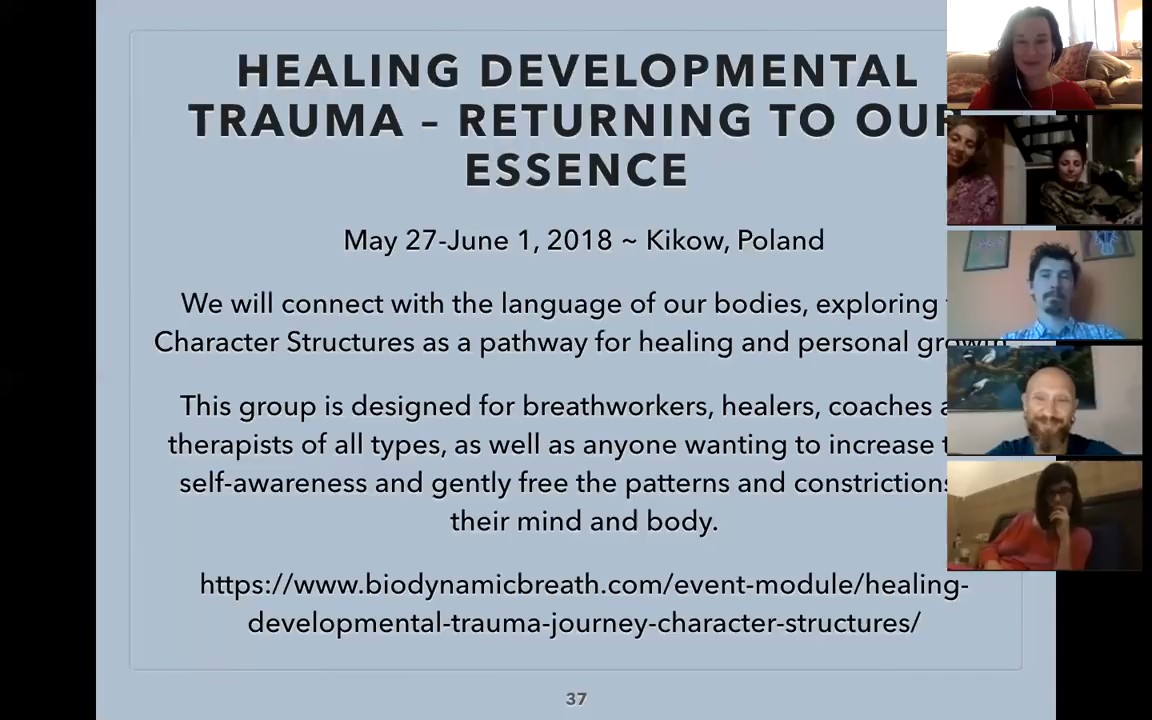 HEALING DEVELOPMENTAL
TRAUMA – RETURNING TO OUR
ESSENCE
May 27-June 1, 2018 ~ Kikow, Poland
We will connect with the language of our bodies, exploring
Character Structures as a pathway for healing and personal growth
This group is designed for breathworkers, healers, coaches
therapists of all types, as well as anyone wanting to increase
self-awareness and gently free the patterns and constrictions
their mind and body.
https://www.biodynamicbreath.com/event-module/healing-
developmental-trauma-journey-character-structures/
37